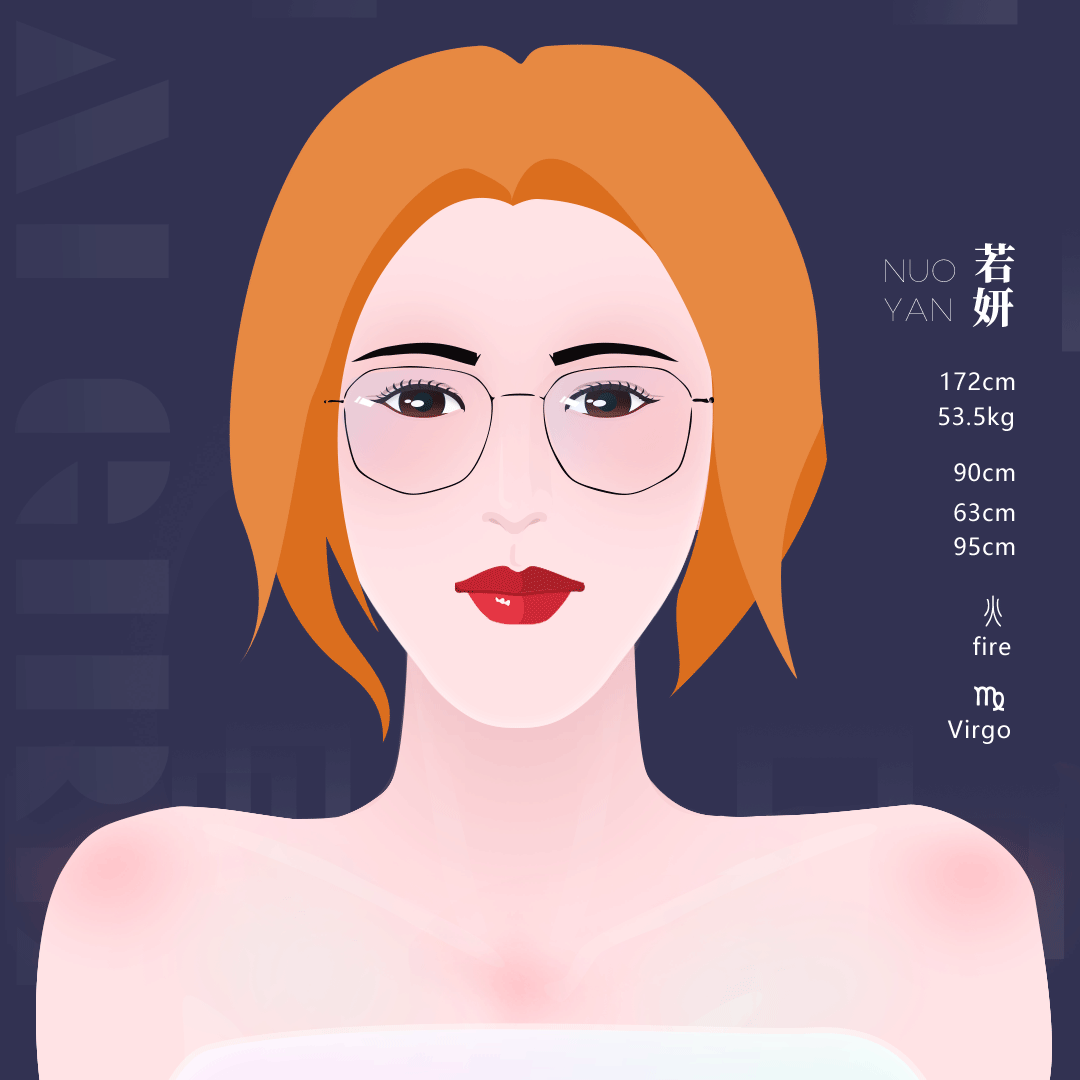 NUO
YAN
若妍
172cm
53.5kg
90cm
63cm
95cm
火
fire
♍
Virgo